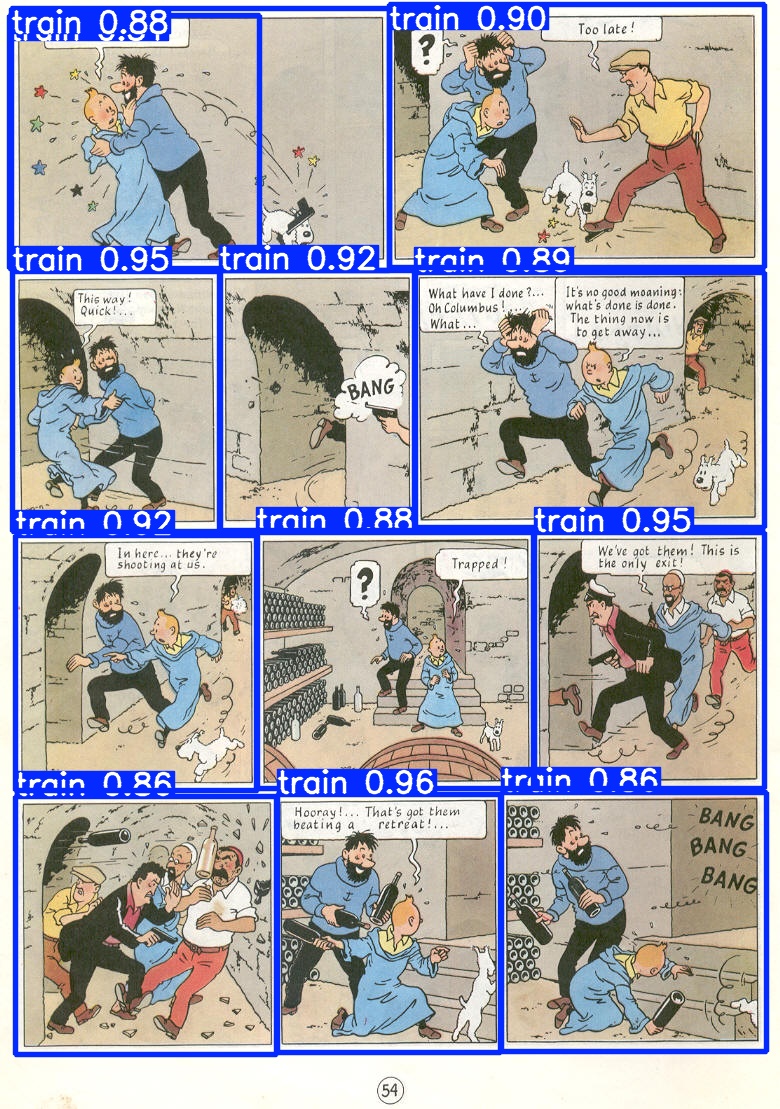 train 0.88
train 0.90
?
Too late!
train 0.95
train 0.92
train 0.89
This way!
Quick!...
BANG
What have I done?...
Oh Columbus!...
What...
It's no good moaning:
what's done is done.
The thing now is
to get away...
train 0.92
train 0.88
train 0.95
In here... they're
shooting at us.
?
Trapped!
We've got them! This is
the only exit!
train 0.86
train 0.96
train 0.86
Hooray!... That's got them
beating a retreat!...
BANG
BANG
BANG
54